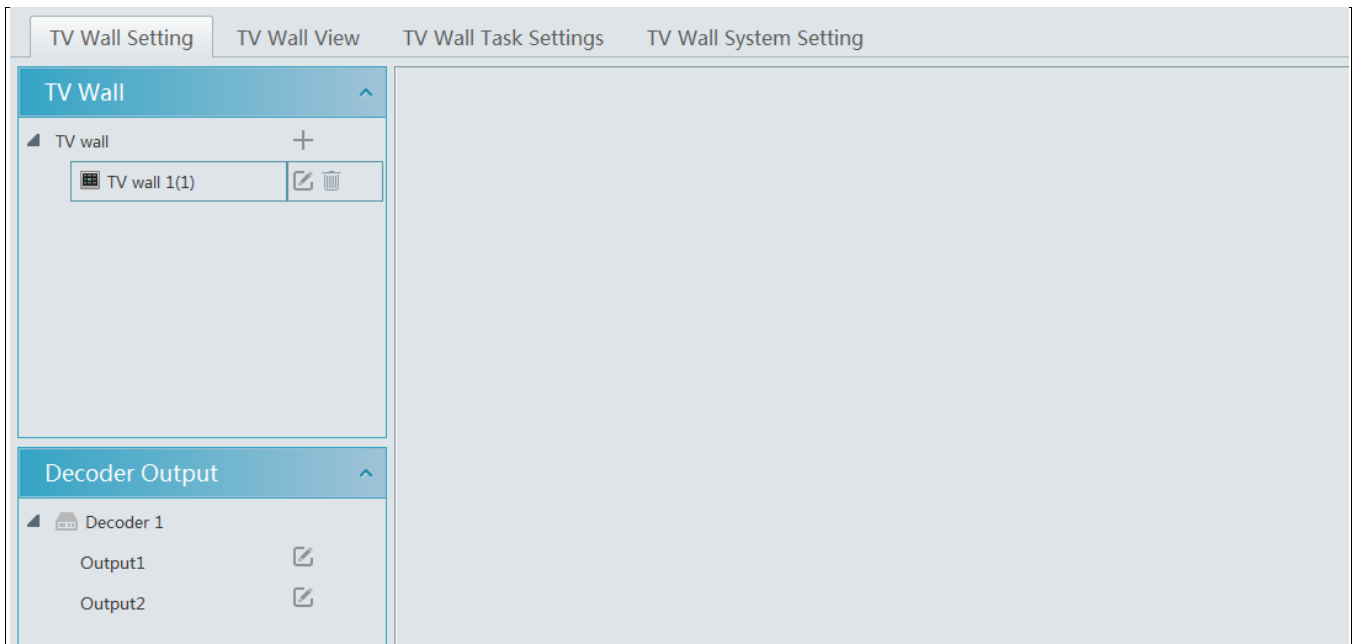 TV Wall Setting TV Wall View TV Wall Task Settings TV Wall System Setting
TV Wall
TV wall
TV wall 1(1)
Decoder Output
Decoder 1
Output1
Output2